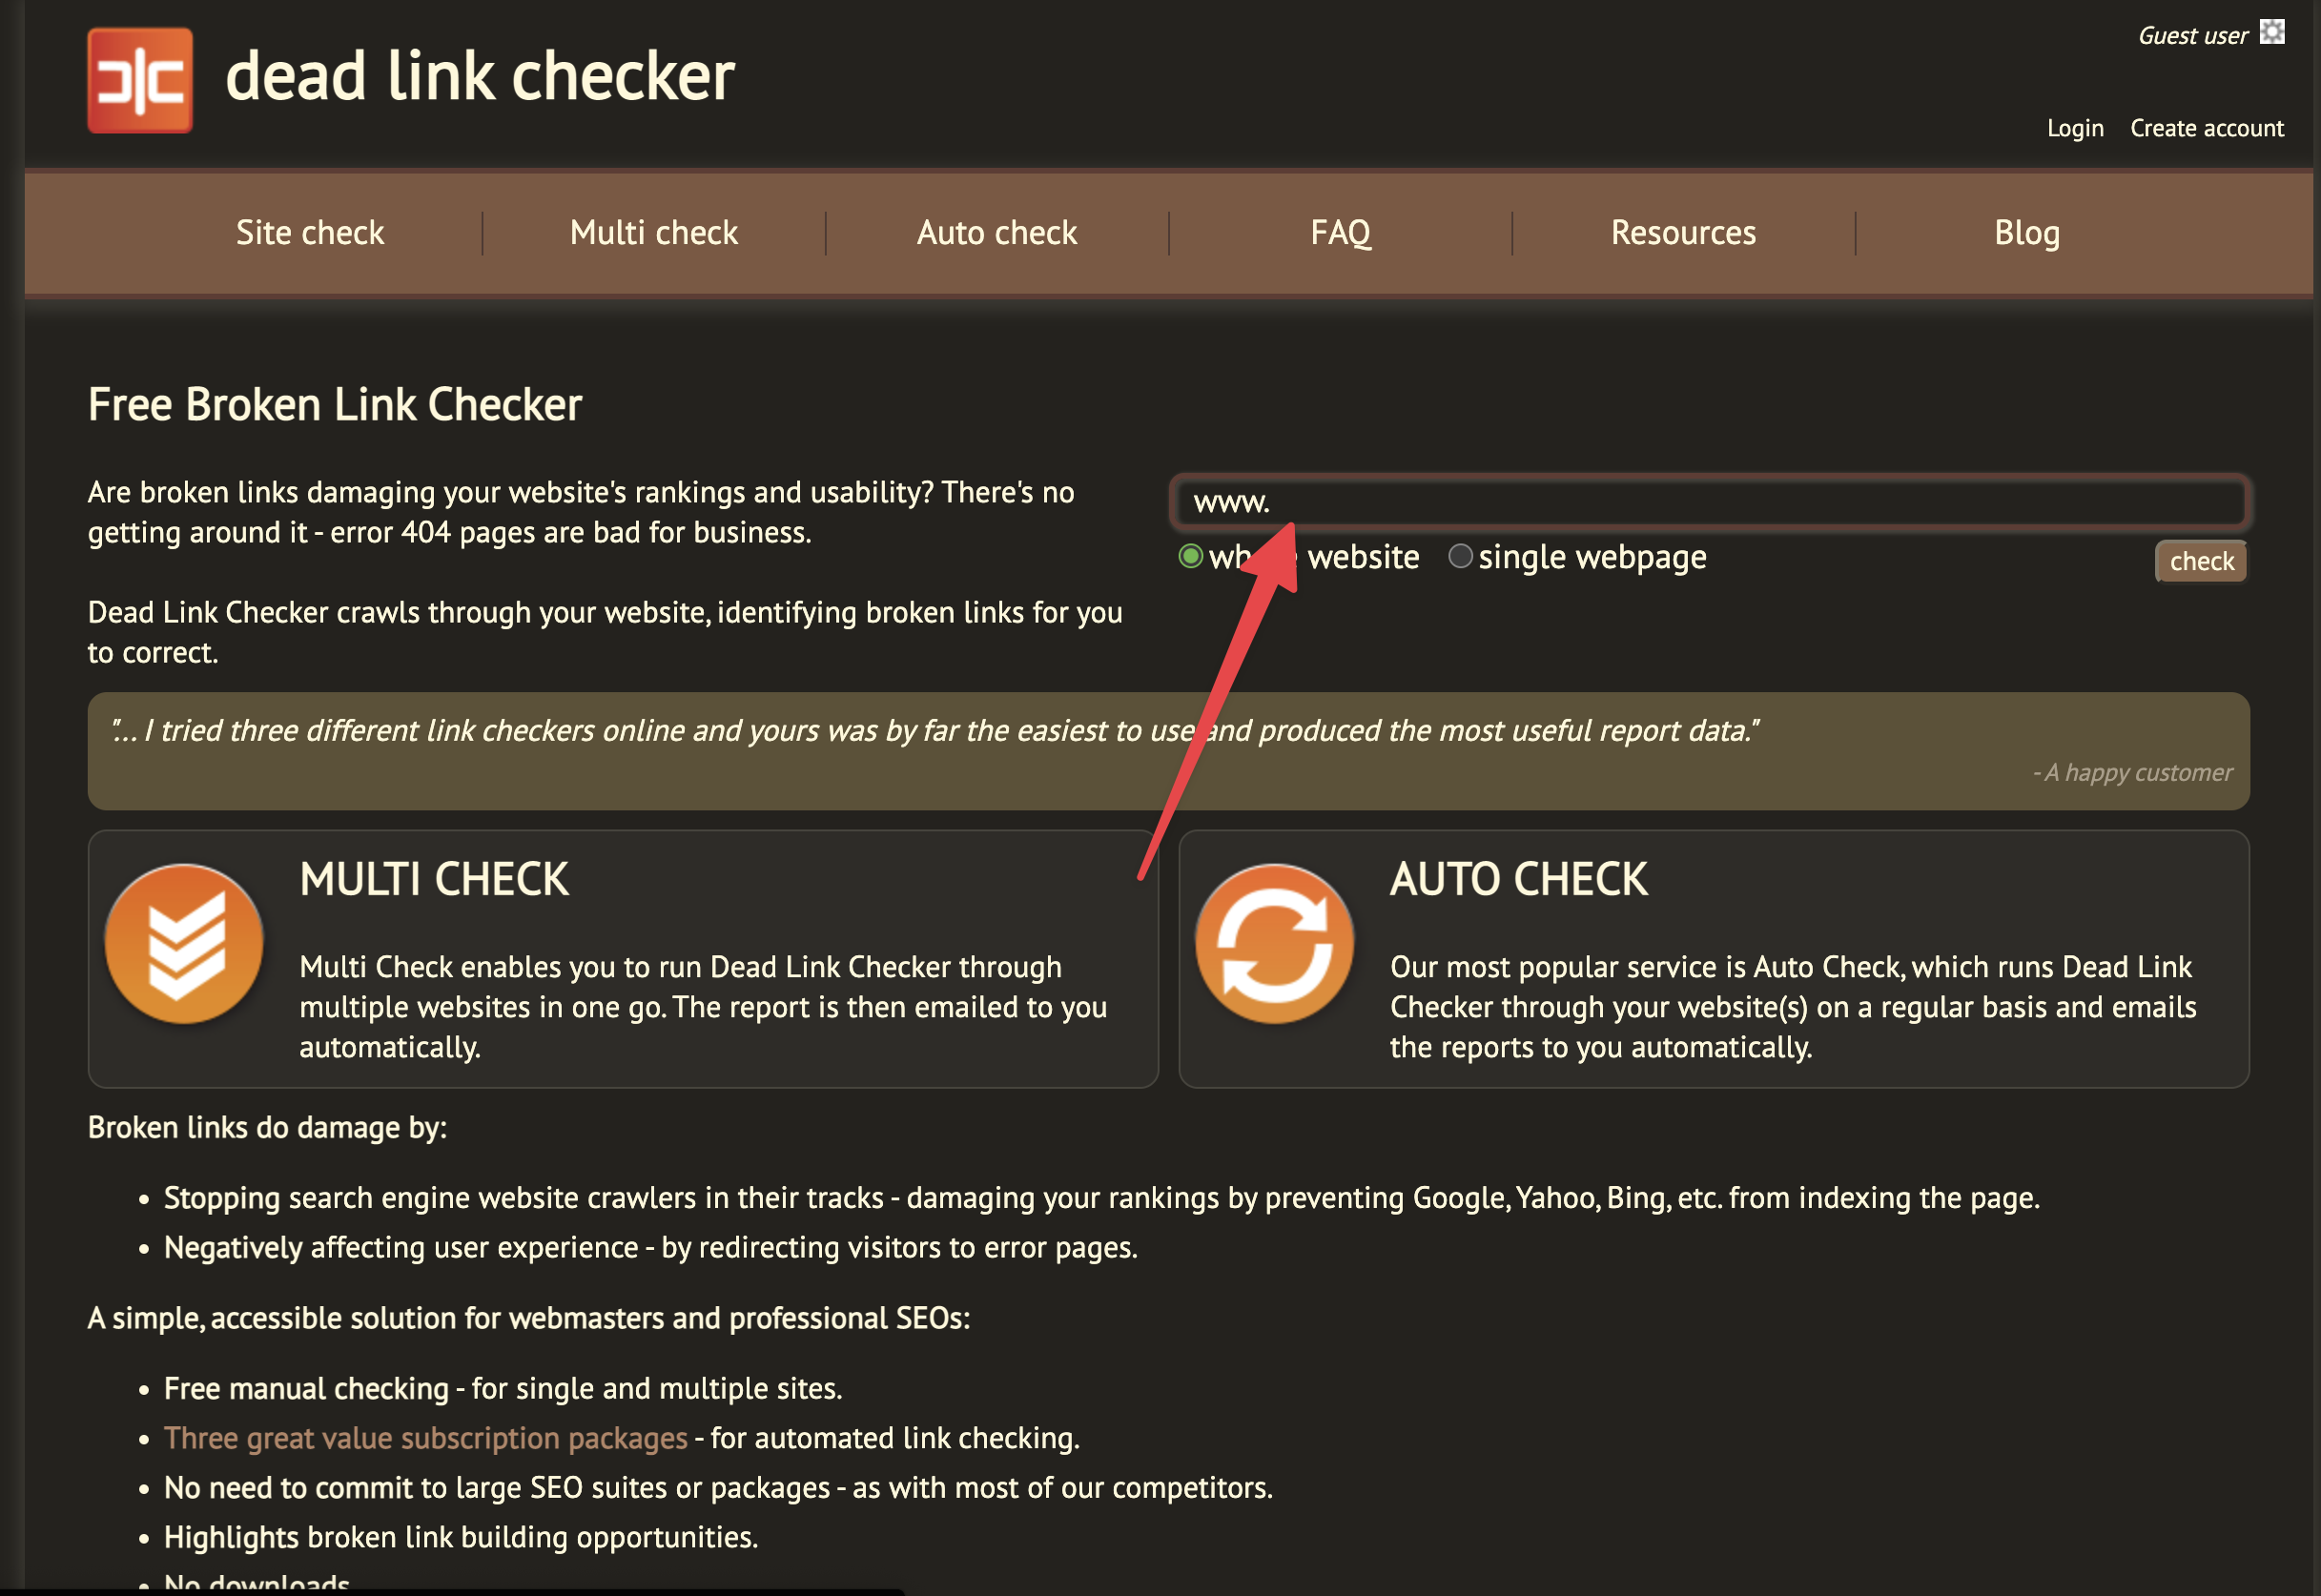 Guest user
dead link checker
Login Create account
Site check Multi check Auto check FAQ Resources Blog
Free Broken Link Checker
Are broken links damaging your website's rankings and usability? There's no
getting around it - error 404 pages are bad for business.
www.
website single webpage
check
Dead Link Checker crawls through your website, identifying broken links for you
to correct.
"... I tried three different link checkers online and yours was by far the easiest to use and produced the most useful report data."
- A happy customer
MULTI CHECK
Multi Check enables you to run Dead Link Checker through
multiple websites in one go. The report is then emailed to you
automatically.
AUTO CHECK
Our most popular service is Auto Check, which runs Dead Link
Checker through your website(s) on a regular basis and emails
the reports to you automatically.
Broken links do damage by:
• Stopping search engine website crawlers in their tracks - damaging your rankings by preventing Google, Yahoo, Bing, etc. from indexing the page.
• Negatively affecting user experience - by redirecting visitors to error pages.
A simple, accessible solution for webmasters and professional SEOs:
• Free manual checking - for single and multiple sites.
• Three great value subscription packages - for automated link checking.
• No need to commit to large SEO suites or packages - as with most of our competitors.
• Highlights broken link building opportunities.
• No downloads